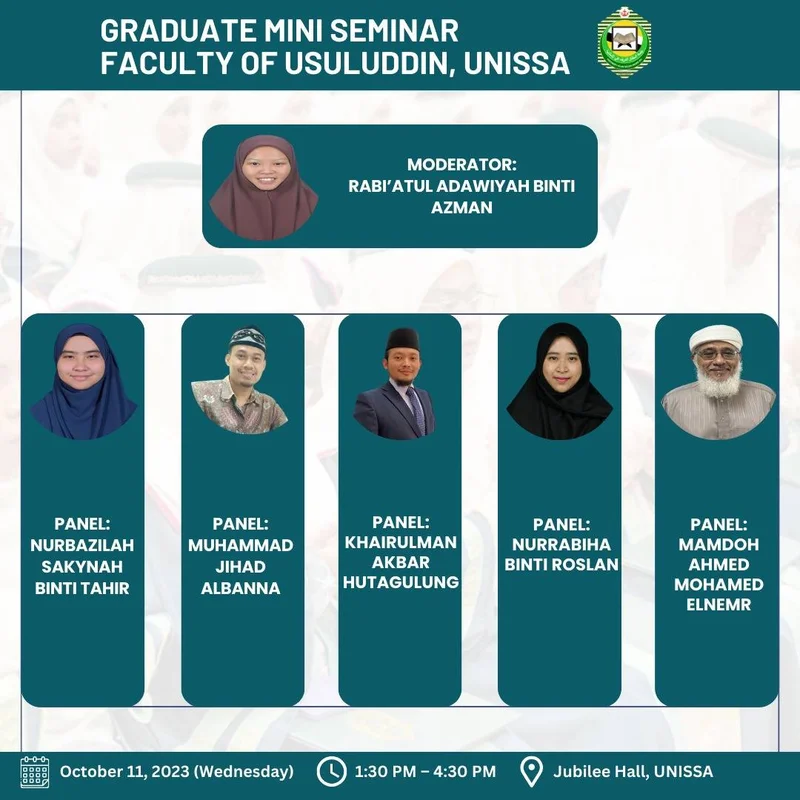 GRADUATE MINI SEMINAR
FACULTY OF USULUDDIN, UNISSA
MODERATOR:
RABI’ATUL ADAWIYAH BINTI
AZMAN
PANEL:
NURBAZILAH
SAKYNAH
BINTI TAHIR
PANEL:
MUHAMMAD
JIHAD
ALBANNA
PANEL:
KHAIRULMAN
AKBAR
HUTAGULUNG
PANEL:
NURRABIHA
BINTI ROSLAN
PANEL:
MAMDOH
AHMED
MOHAMED
ELNEMR
October 11, 2023 (Wednesday)
1:30 PM – 4:30 PM
Jubilee Hall, UNISSA